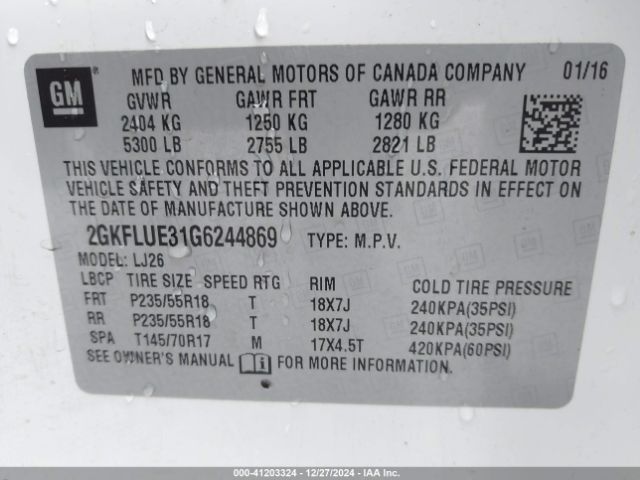 GM ® MFD BY GENERAL MOTORS OF CANADA COMPANY 01/16
GVWR GAWR FRT GAWR RR
2404 KG 1250 KG 1280 KG
5300 LB 2755 LB 2821 LB
THIS VEHICLE CONFORMS TO ALL APPLICABLE U.S. FEDERAL MOTOR
VEHICLE SAFETY AND THEFT PREVENTION STANDARDS IN EFFECT ON
THE DATE OF MANUFACTURE SHOWN ABOVE.
2GKFLUE31G6244869 TYPE: M.P.V.
MODEL: LJ26
LBCP TIRE SIZE SPEED RTG RIM COLD TIRE PRESSURE
FRT P235/55R18 T 18X7J 240KPA(35PSI)
RR P235/55R18 T 18X7J 240KPA(35PSI)
SPA T145/70R17 M 17X4.5T 420KPA(60PSI)
SEE OWNER'S MANUAL FOR MORE INFORMATION.
000-41203324 - 12/27/2024 - IAA Inc.